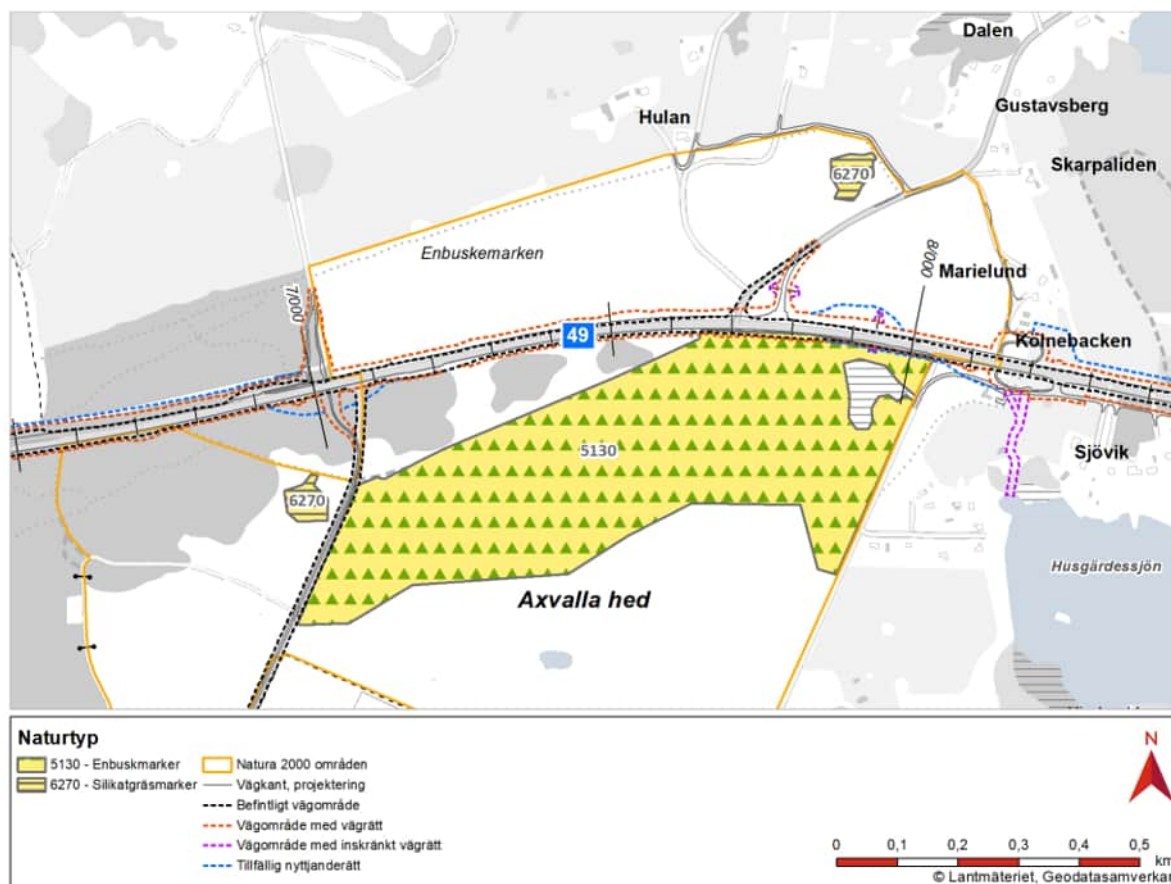 Dalen
Gustavsberg
Hulan
Skarpaliden
6270
Enbuskemarken
8/000
Marielund
7/000
49
Kölnebacken
5130
Sjövik
6270
Husgärdessjön
Axvalla hed
Naturtyp
5130 - Enbuskmarker
6270 - Silikatgräsmarker
Natura 2000 områden
Vägkant, projektering
Befintligt vägområde
Vägområde med vägrätt
Vägområde med inskränkt vägrätt
Tillfällig nyttjanderätt
N
0 0,1 0,2 0,3 0,4 0,5
km
© Lantmäteriet, Geodatasamverkan